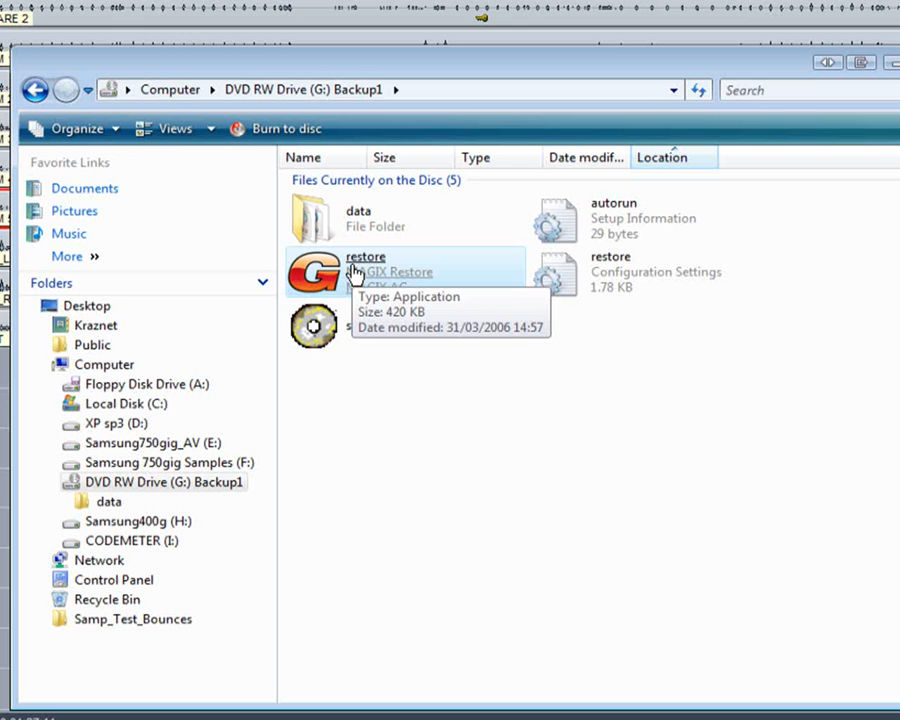 ARE 2
Computer DVD RW Drive (G:) Backup1
Search
Organize Views Burn to disc
Favorite Links
Documents
Pictures
Music
More »
Folders
Desktop
Kraznet
Public
Computer
Floppy Disk Drive (A:)
Local Disk (C:)
XP sp3 (D:)
Samsung750gig_AV (E:)
Samsung 750gig Samples (F:)
DVD RW Drive (G:) Backup1
data
Samsung400g (H:)
CODEMETER (I:)
Network
Control Panel
Recycle Bin
Samp_Test_Bounces
Name Size Type Date modif... Location
Files Currently on the Disc (5)
data
File Folder
autorun
Setup Information
29 bytes
restore
MAGIX Restore
MAGIX AG
restore
Configuration Settings
1.78 KB
Type: Application
Size: 420 KB
Date modified: 31/03/2006 14:57